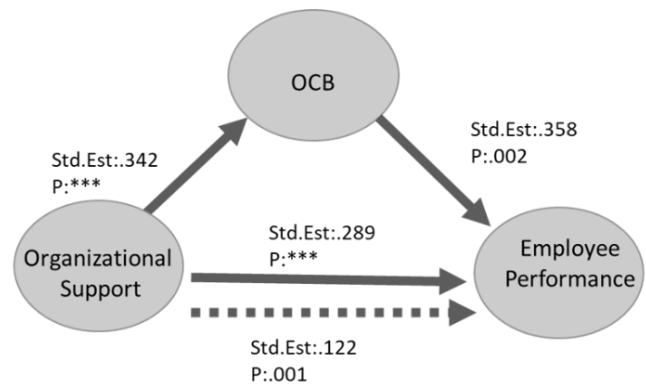 OCB
Std.Est:.358
P:.002
Std.Est:.342
P:***
Organizational
Support
Std.Est:.289
P:***
Employee
Performance
Std.Est:.122
P:.001